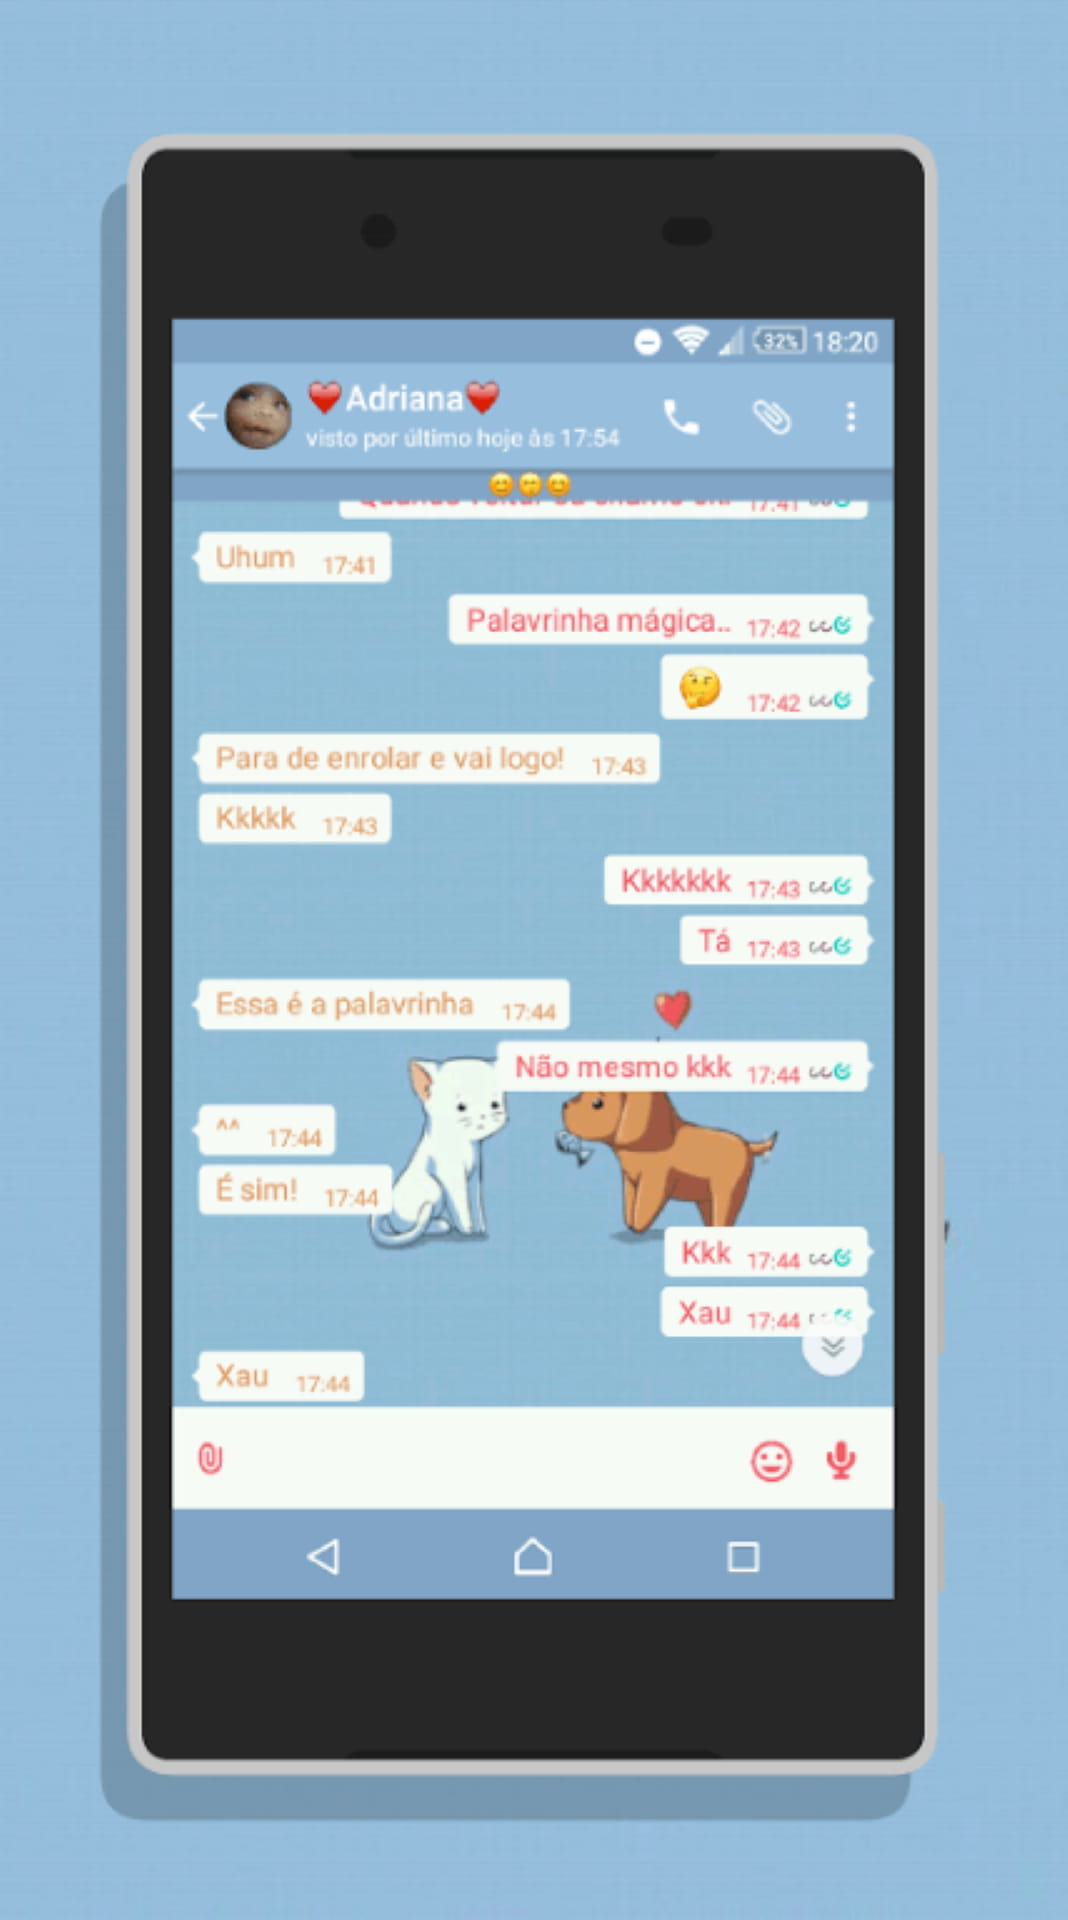 32% 18:20
❤Adriana❤
visto por último hoje às 17:54
😊😊😊
17:41
Uhum 17:41
Palavrinha mágica.. 17:42
🤔 17:42
Para de enrolar e vai logo! 17:43
Kkkkk 17:43
Kkkkkkk 17:43
Tá 17:43
Essa é a palavrinha 17:44
Não mesmo kkk 17:44
^^ 17:44
É sim! 17:44
Kkk 17:44
Xau 17:44
Xau 17:44